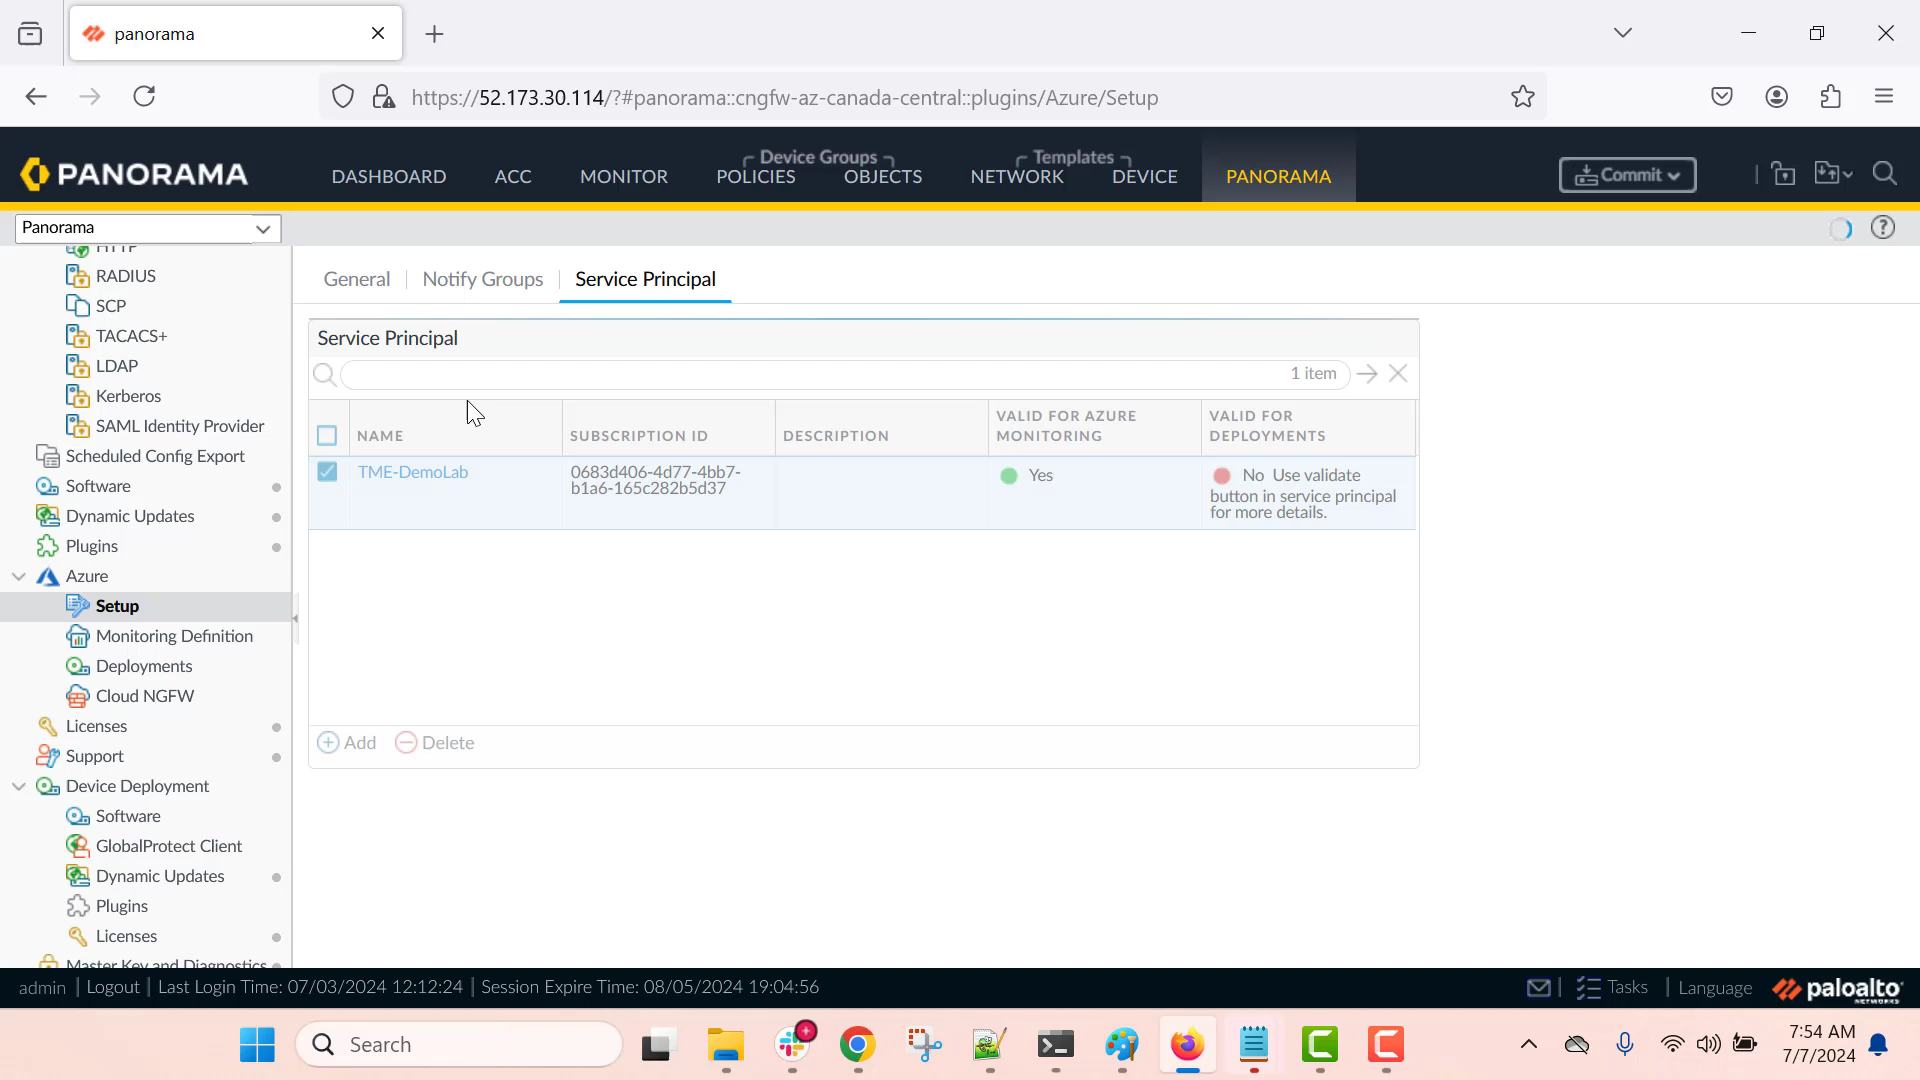 panorama
https://52.173.30.114/?#panorama::cngfw-az-canada-central::plugins/Azure/Setup
PANORAMA
DASHBOARD
ACC
MONITOR
Device Groups
POLICIES
OBJECTS
Templates
NETWORK
DEVICE
PANORAMA
Commit
Panorama
HTTP
RADIUS
SCP
TACACS+
LDAP
Kerberos
SAML Identity Provider
Scheduled Config Export
Software
Dynamic Updates
Plugins
Azure
Setup
Monitoring Definition
Deployments
Cloud NGFW
Licenses
Support
Device Deployment
Software
GlobalProtect Client
Dynamic Updates
Plugins
Licenses
Master Key and Diagnostics
General
Notify Groups
Service Principal
Service Principal
1 item
NAME
SUBSCRIPTION ID
DESCRIPTION
VALID FOR AZURE
MONITORING
VALID FOR
DEPLOYMENTS
TME-DemoLab
0683d406-4d77-4bb7-
b1a6-165c282b5d37
Yes
No Use validate
button in service principal
for more details.
Add
Delete
admin | Logout | Last Login Time: 07/03/2024 12:12:24 | Session Expire Time: 08/05/2024 19:04:56
Tasks | Language
paloalto
NETWORKS
Search
7:54 AM
7/7/2024